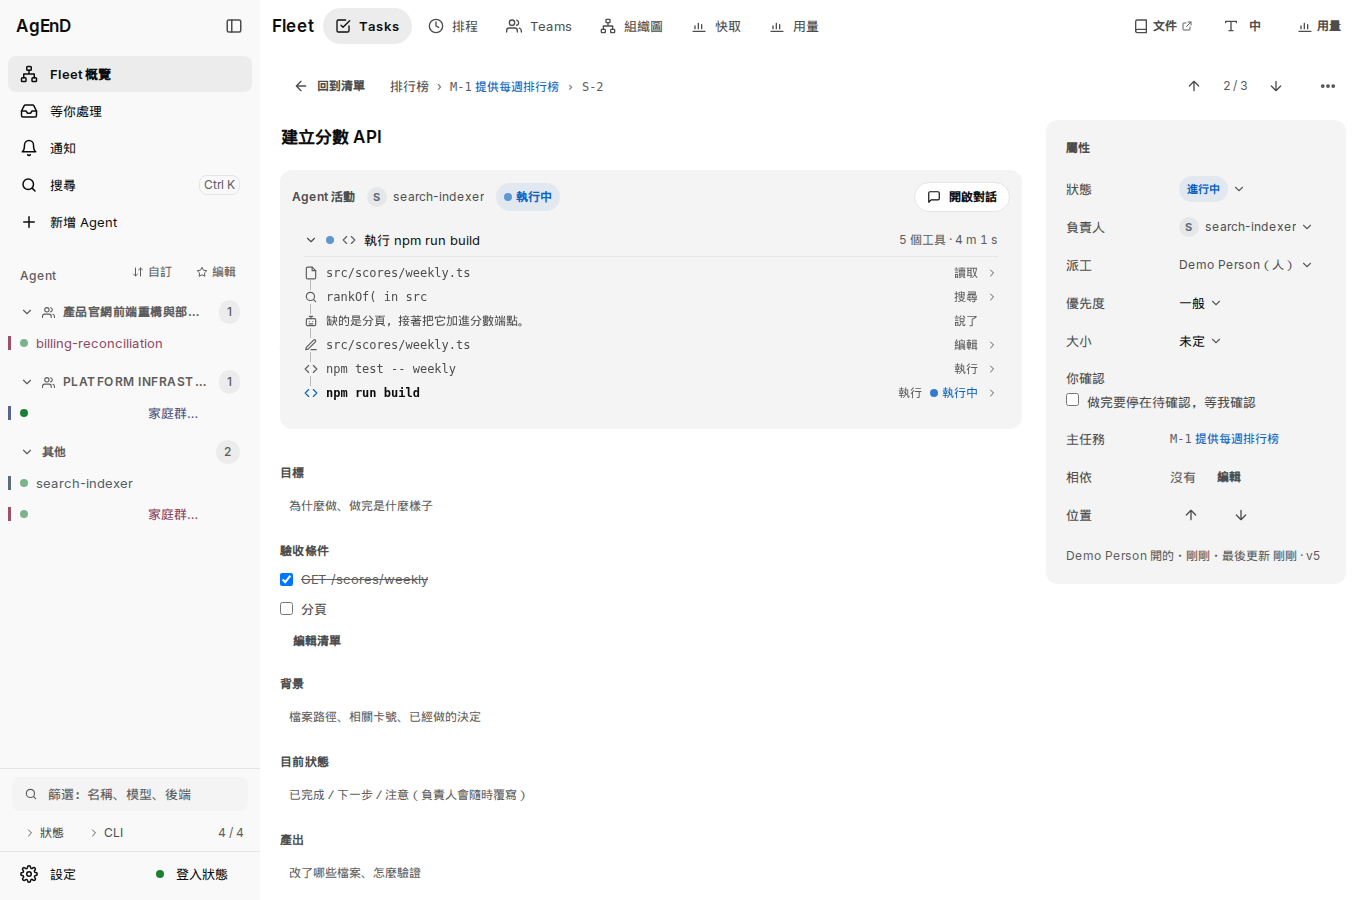 AgEnD
Fleet 概覽
等你處理
通知
搜尋 Ctrl K
新增 Agent
Agent 自訂 編輯
產品官網前端重構與部... 1
billing-reconciliation
PLATFORM INFRAST... 1
家庭群...
其他 2
search-indexer
家庭群...
篩選：名稱、模型、後端
狀態 CLI 4 / 4
設定 登入狀態
Fleet Tasks 排程 Teams 組織圖 快取 用量 文件 中 用量
回到清單 排行榜 › M-1 提供每週排行榜 › S-2 2 / 3
建立分數 API
Agent 活動 S search-indexer 執行中 開啟對話
執行 npm run build 5 個工具 · 4 m 1 s
src/scores/weekly.ts 讀取
rankOf( in src 搜尋
缺的是分頁，接著把它加進分數端點。 說了
src/scores/weekly.ts 編輯
npm test -- weekly 執行
npm run build 執行 執行中
目標
為什麼做、做完是什麼樣子
驗收條件
GET /scores/weekly
分頁
編輯清單
背景
檔案路徑、相關卡號、已經做的決定
目前狀態
已完成 / 下一步 / 注意（負責人會隨時覆寫）
產出
改了哪些檔案、怎麼驗證
屬性
狀態 進行中
負責人 S search-indexer
派工 Demo Person（人）
優先度 一般
大小 未定
你確認
做完要停在待確認，等我確認
主任務 M-1 提供每週排行榜
相依 沒有 編輯
位置
Demo Person 開的・剛剛・最後更新 剛剛 · v5